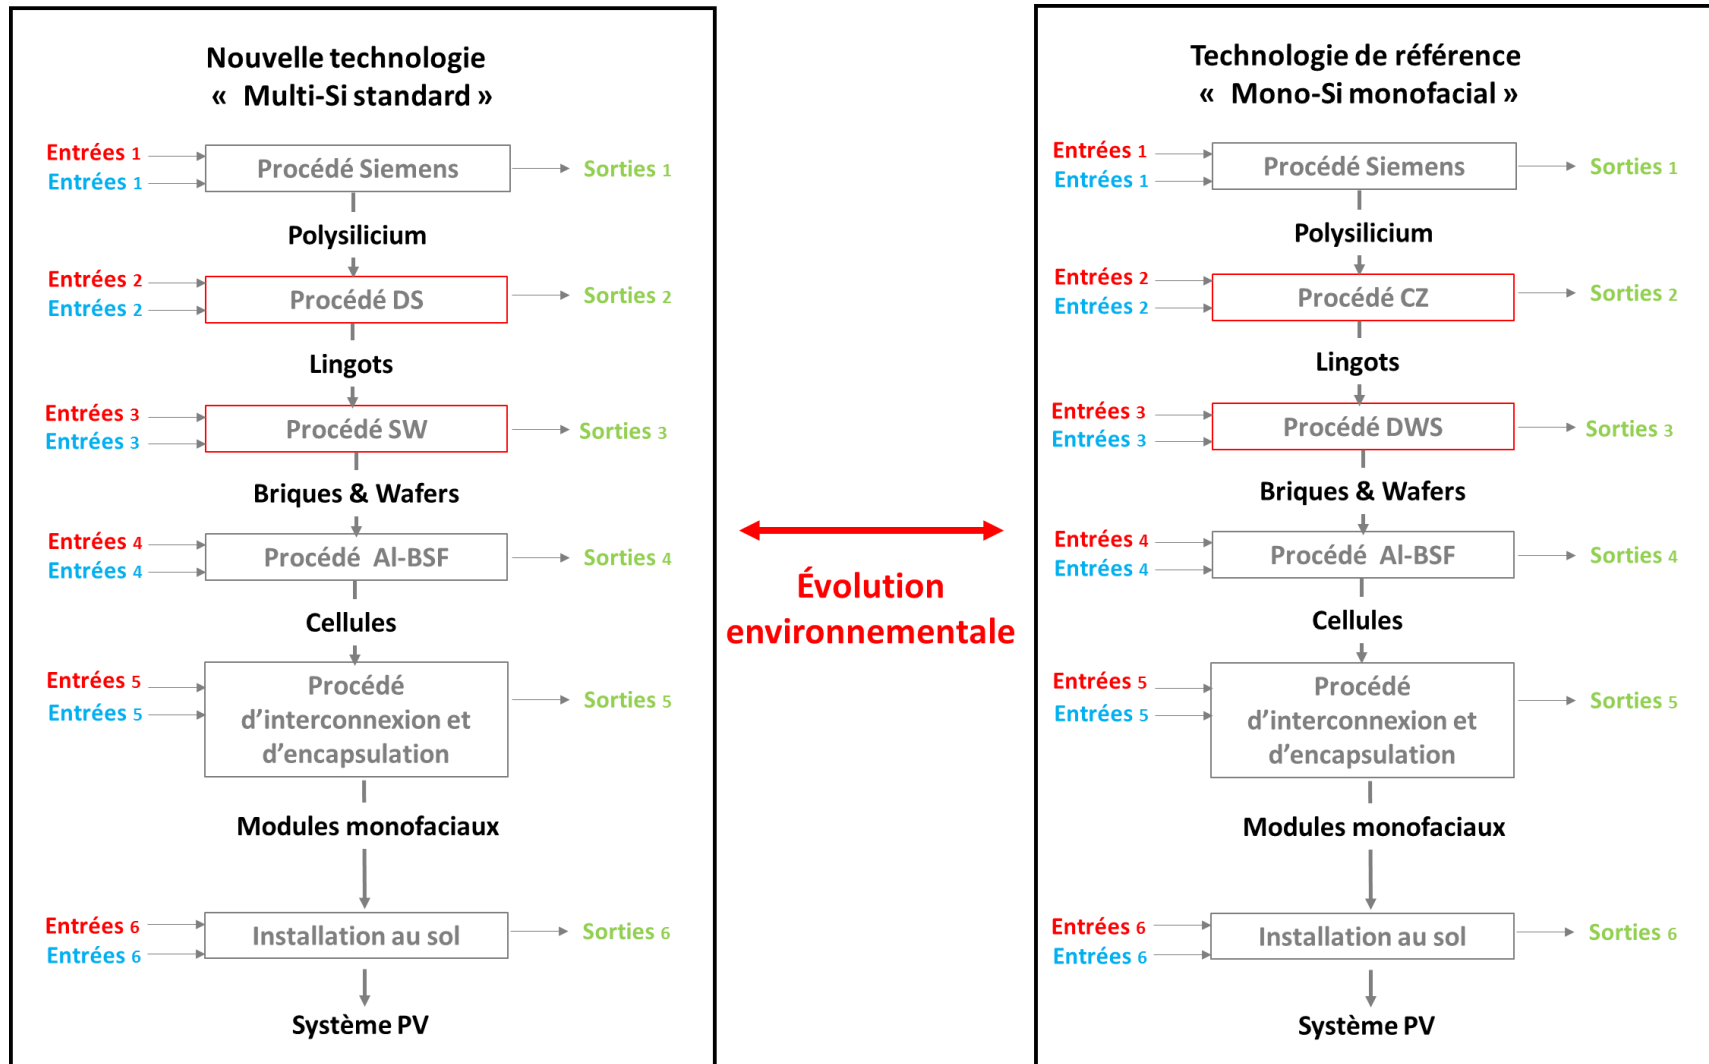 Nouvelle technologie
« Multi-Si standard »
Entrées 1
Entrées 1
Procédé Siemens
Sorties 1
Polysilicium
Entrées 2
Entrées 2
Procédé DS
Sorties 2
Lingots
Entrées 3
Entrées 3
Procédé SW
Sorties 3
Briques & Wafers
Entrées 4
Entrées 4
Procédé Al-BSF
Sorties 4
Cellules
Entrées 5
Entrées 5
Procédé
d'interconnexion et
d'encapsulation
Sorties 5
Modules monofaciaux
Entrées 6
Entrées 6
Installation au sol
Sorties 6
Système PV
Évolution
environnementale
Technologie de référence
« Mono-Si monofacial »
Entrées 1
Entrées 1
Procédé Siemens
Sorties 1
Polysilicium
Entrées 2
Entrées 2
Procédé CZ
Sorties 2
Lingots
Entrées 3
Entrées 3
Procédé DWS
Sorties 3
Briques & Wafers
Entrées 4
Entrées 4
Procédé Al-BSF
Sorties 4
Cellules
Entrées 5
Entrées 5
Procédé
d'interconnexion et
d'encapsulation
Sorties 5
Modules monofaciaux
Entrées 6
Entrées 6
Installation au sol
Sorties 6
Système PV